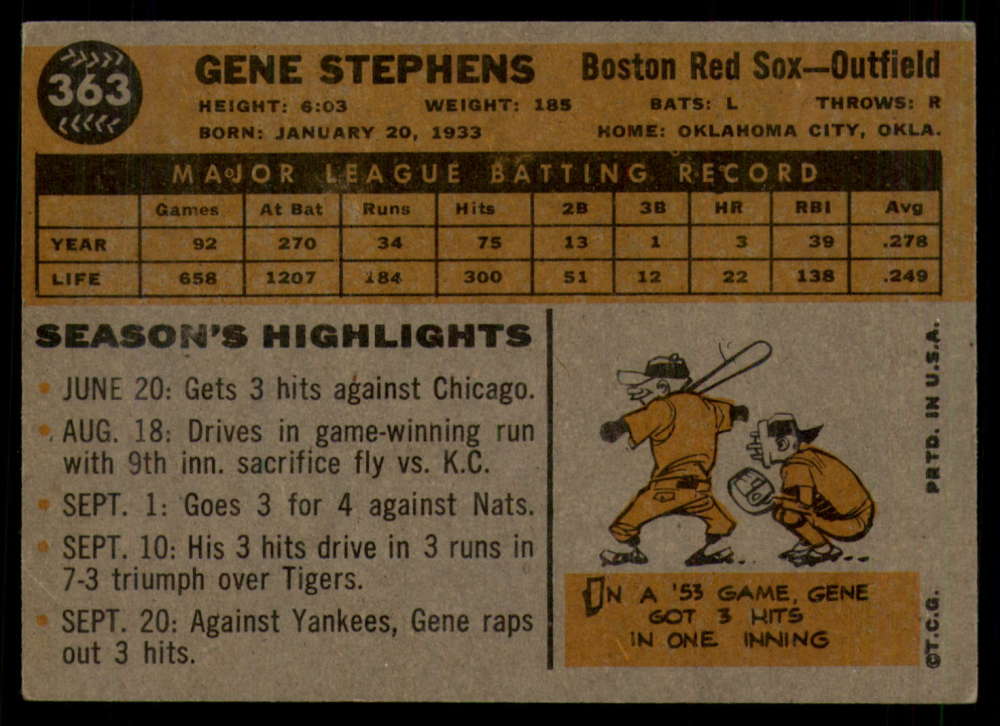 363
GENE STEPHENS Boston Red Sox—Outfield
HEIGHT: 6:03 WEIGHT: 185 BATS: L THROWS: R
BORN: JANUARY 20, 1933 HOME: OKLAHOMA CITY, OKLA.
MAJOR LEAGUE BATTING RECORD
Games At Bat Runs Hits 2B 3B HR RBI Avg
YEAR 92 270 34 75 13 1 3 39 .278
LIFE 658 1207 184 300 51 12 22 138 .249
SEASON'S HIGHLIGHTS
• JUNE 20: Gets 3 hits against Chicago.
• AUG. 18: Drives in game-winning run
with 9th inn. sacrifice fly vs. K.C.
• SEPT. 1: Goes 3 for 4 against Nats.
• SEPT. 10: His 3 hits drive in 3 runs in
7-3 triumph over Tigers.
• SEPT. 20: Against Yankees, Gene raps
out 3 hits.
IN A '53 GAME, GENE
GOT 3 HITS
IN ONE INNING
©T.C.G. PRTD. IN U.S.A.